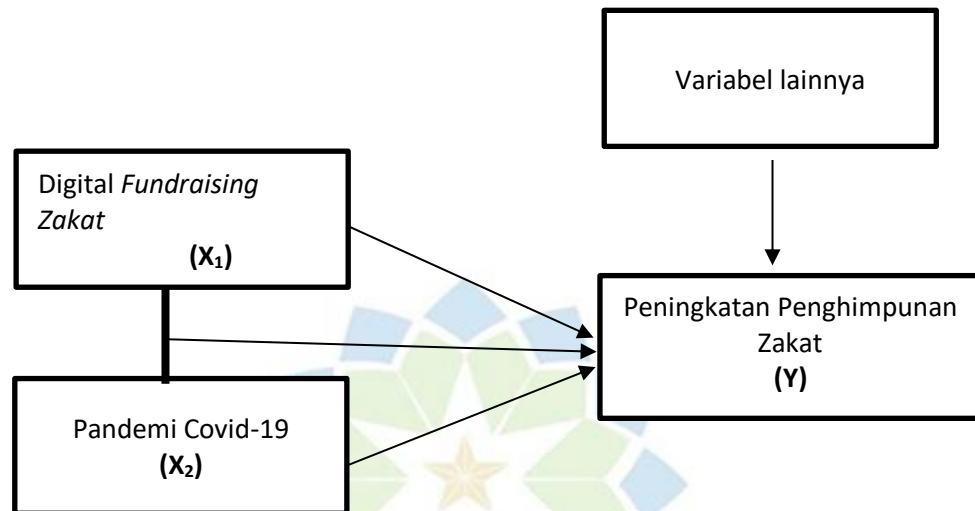 Variabel lainnya
Digital Fundraising
Zakat
(X₁)
Peningkatan Penghimpunan
Zakat
(Y)
Pandemi Covid-19
(X₂)